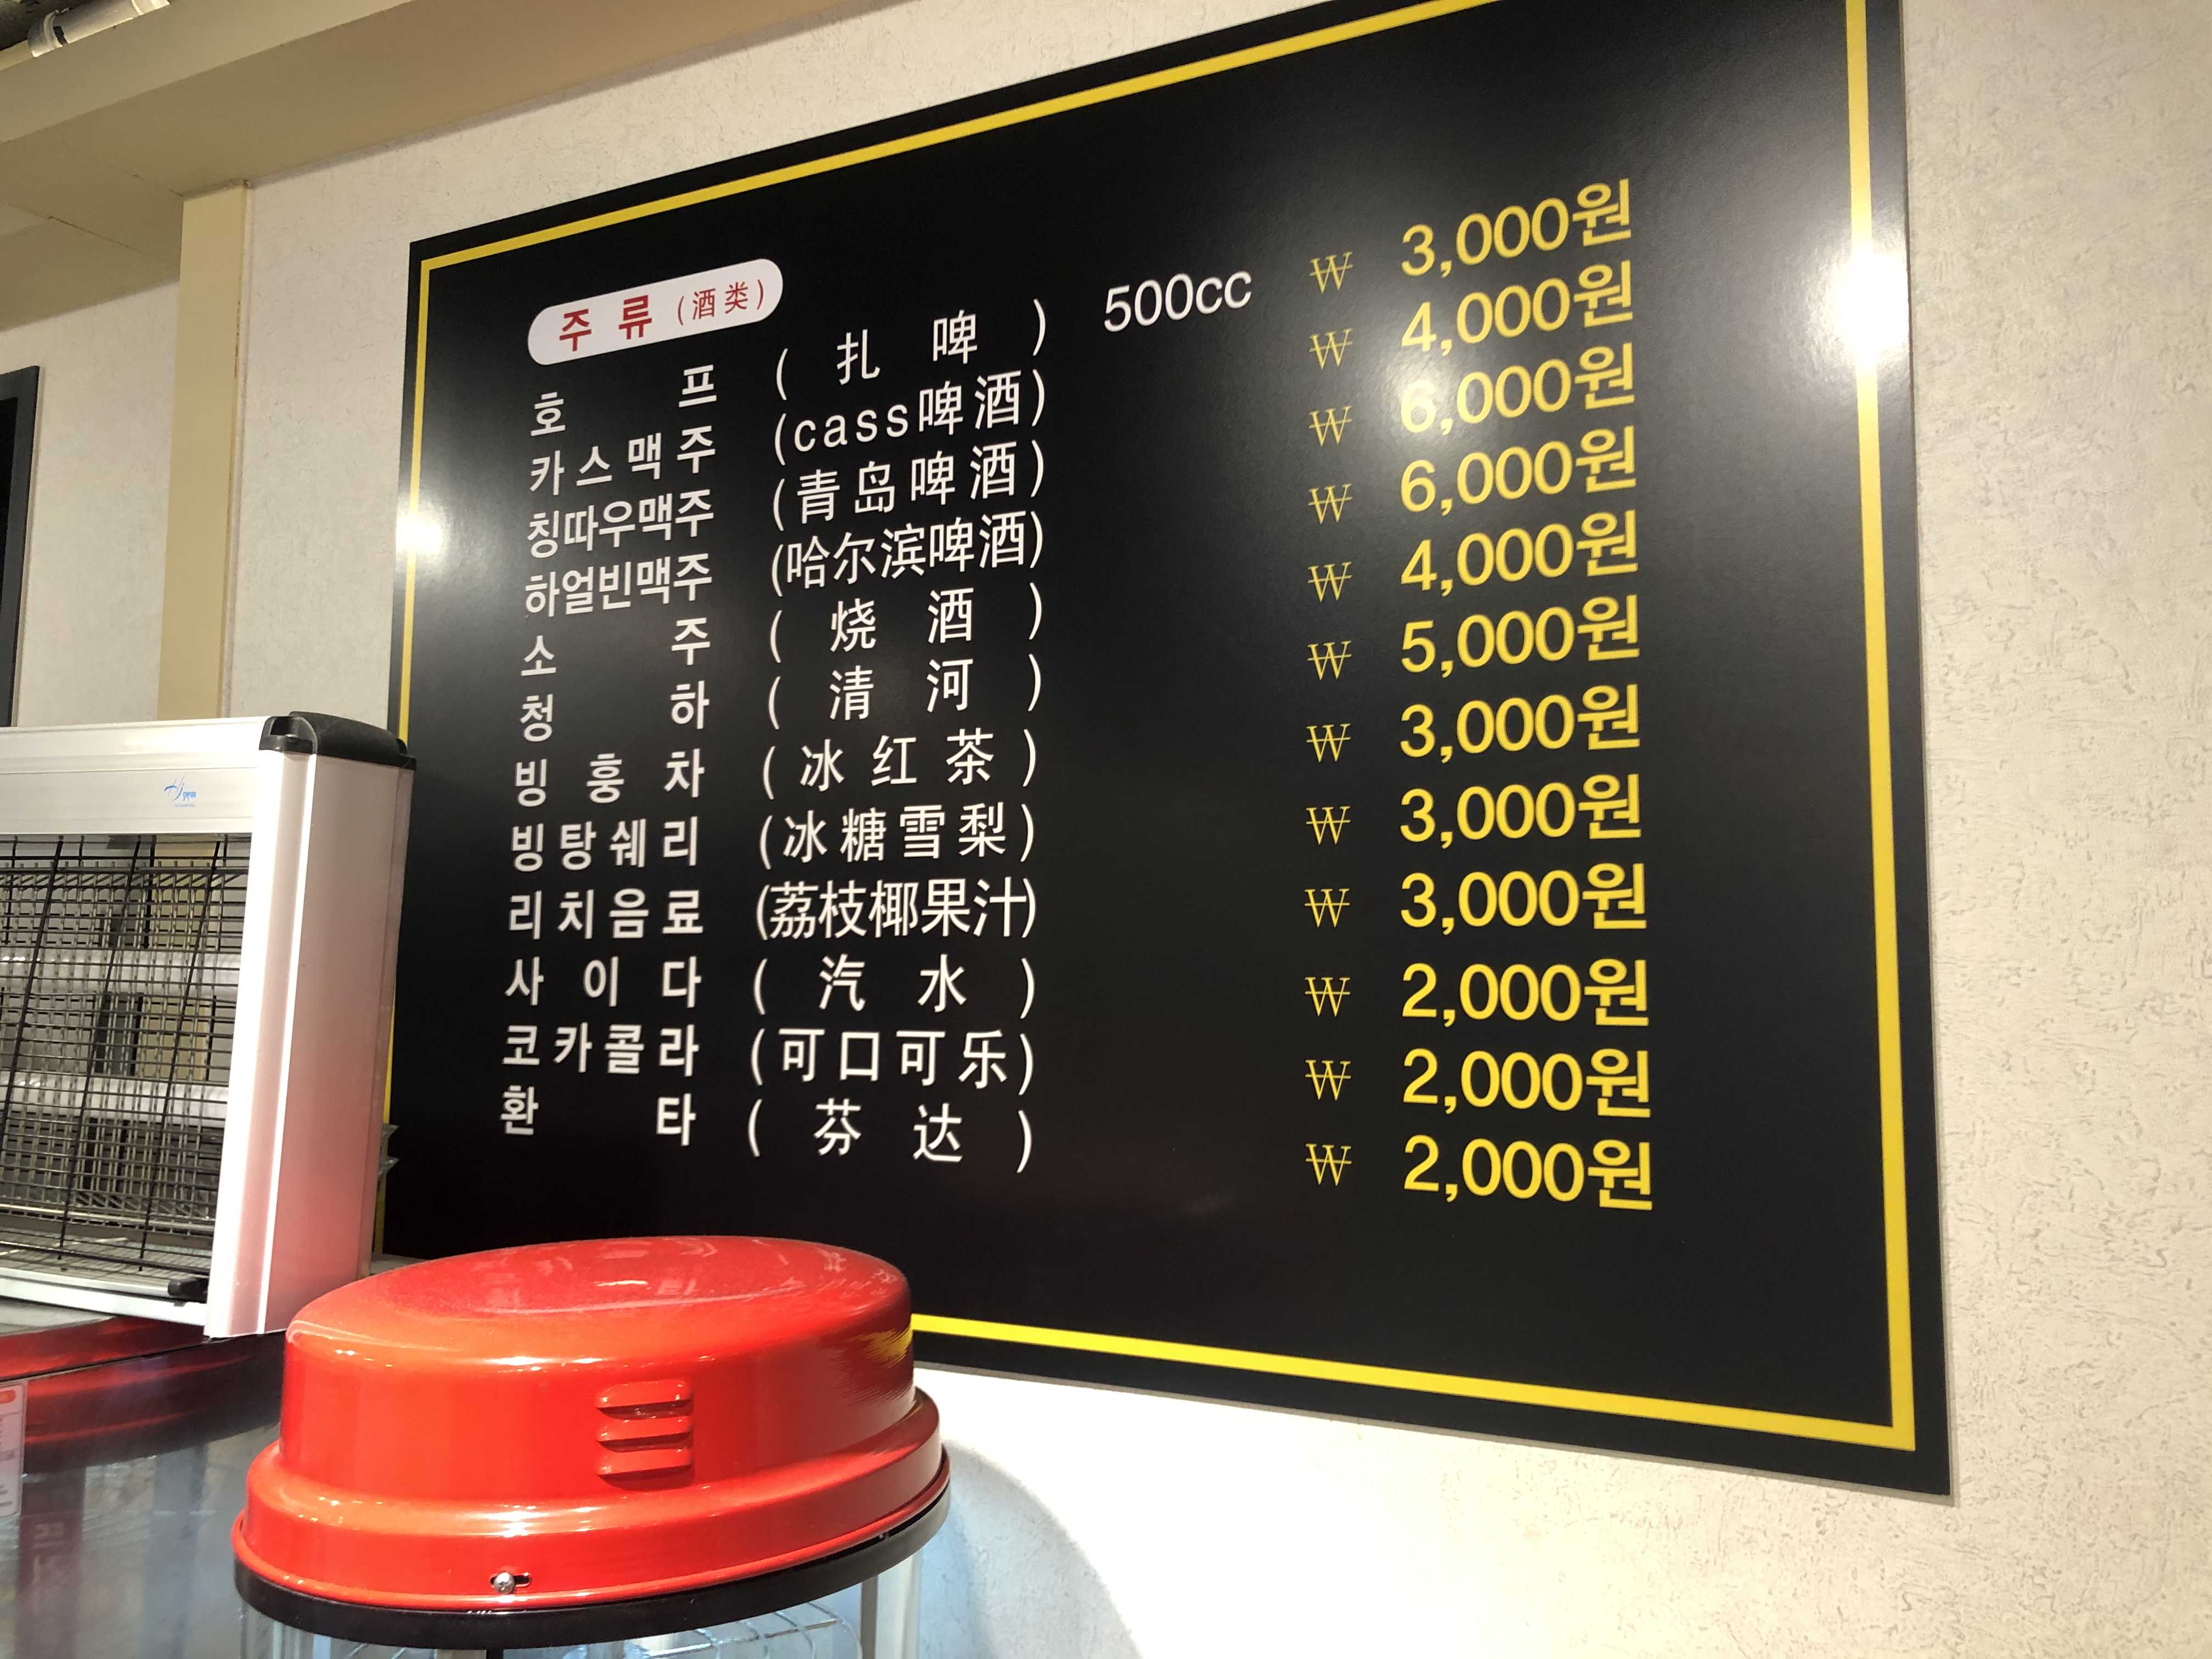 주 류 (酒 类)
호 프 ( 扎 啤 ) 500cc ₩ 3,000원
카 스 맥 주 (cass啤酒) ₩ 4,000원
칭따우맥주 (青岛啤酒) ₩ 6,000원
하얼빈맥주 (哈尔滨啤酒) ₩ 6,000원
소 주 ( 烧 酒 ) ₩ 4,000원
청 하 ( 清 河 ) ₩ 5,000원
빙 훙 차 ( 冰 红 茶 ) ₩ 3,000원
빙 탕 쉐 리 (冰糖雪梨) ₩ 3,000원
리 치 음 료 (荔枝椰果汁) ₩ 3,000원
사 이 다 ( 汽 水 ) ₩ 2,000원
코 카 콜 라 (可口可乐) ₩ 2,000원
환 타 ( 芬 达 ) ₩ 2,000원